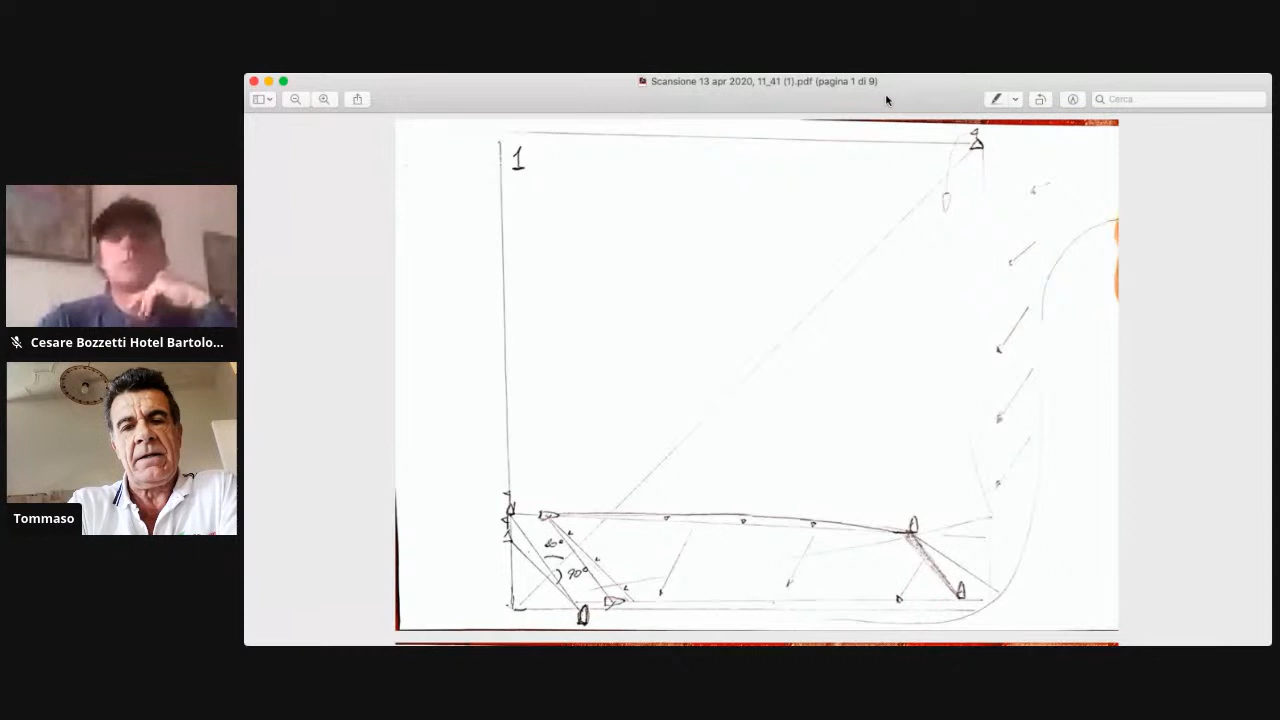 Scansione 13 apr 2020, 11_41 (1).pdf (pagina 1 di 9)
Cerca
1
70°
Cesare Bozzetti Hotel Bartolo...
Tommaso